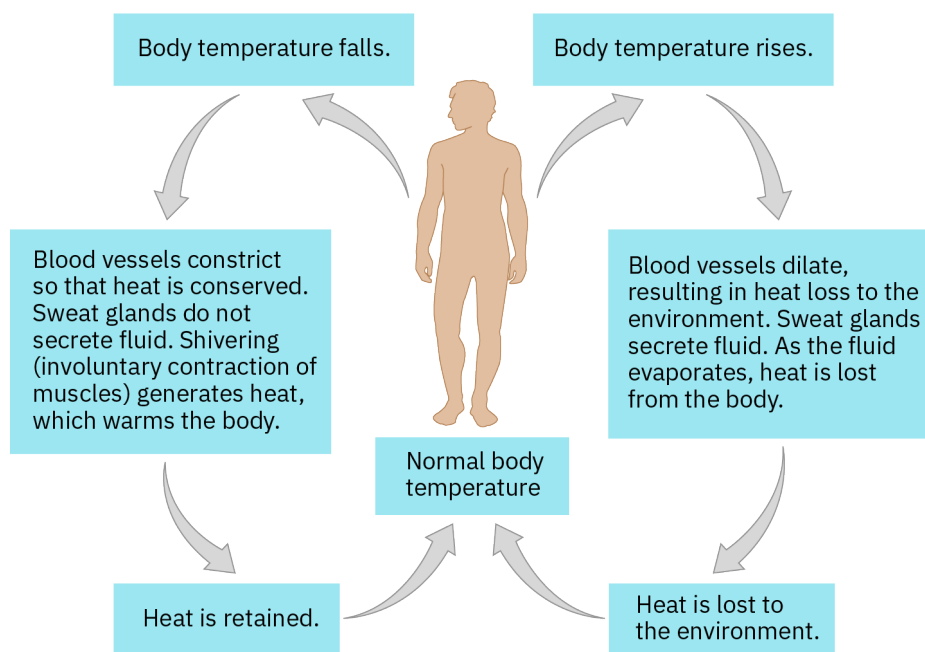 Body temperature falls.
Body temperature rises.
Blood vessels constrict
so that heat is conserved.
Sweat glands do not
secrete fluid. Shivering
(involuntary contraction of
muscles) generates heat,
which warms the body.
Blood vessels dilate,
resulting in heat loss to the
environment. Sweat glands
secrete fluid. As the fluid
evaporates, heat is lost
from the body.
Normal body
temperature
Heat is retained.
Heat is lost to
the environment.